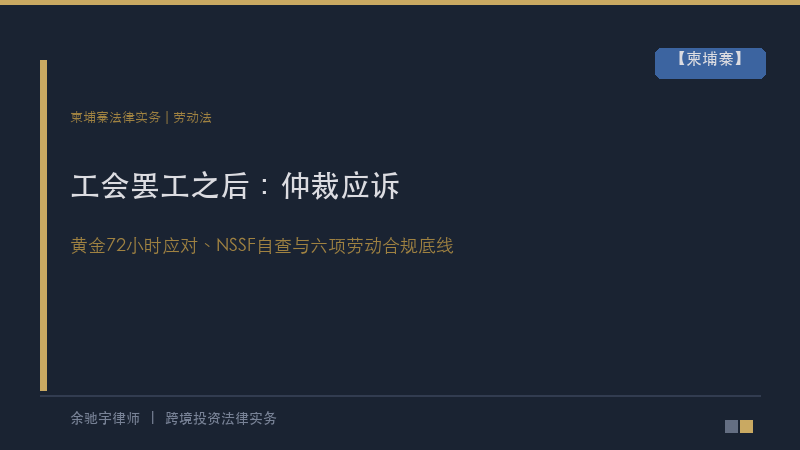 【柬埔寨】
柬埔寨法律实务 | 劳动法
工会罢工之后：仲裁应诉
黄金72小时应对、NSSF自查与六项劳动合规底线
余驰宇律师 | 跨境投资法律实务